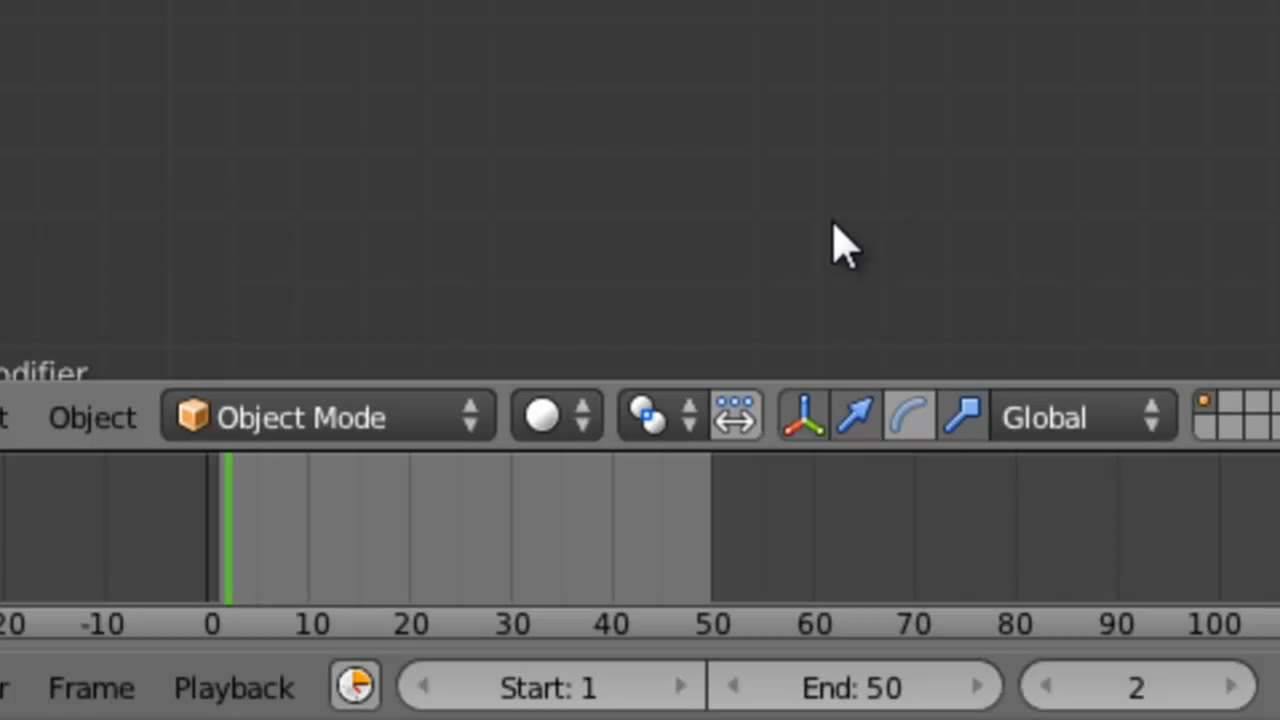 odifier
t Object Object Mode Global
20 -10 0 10 20 30 40 50 60 70 80 90 100
r Frame Playback Start: 1 End: 50 2